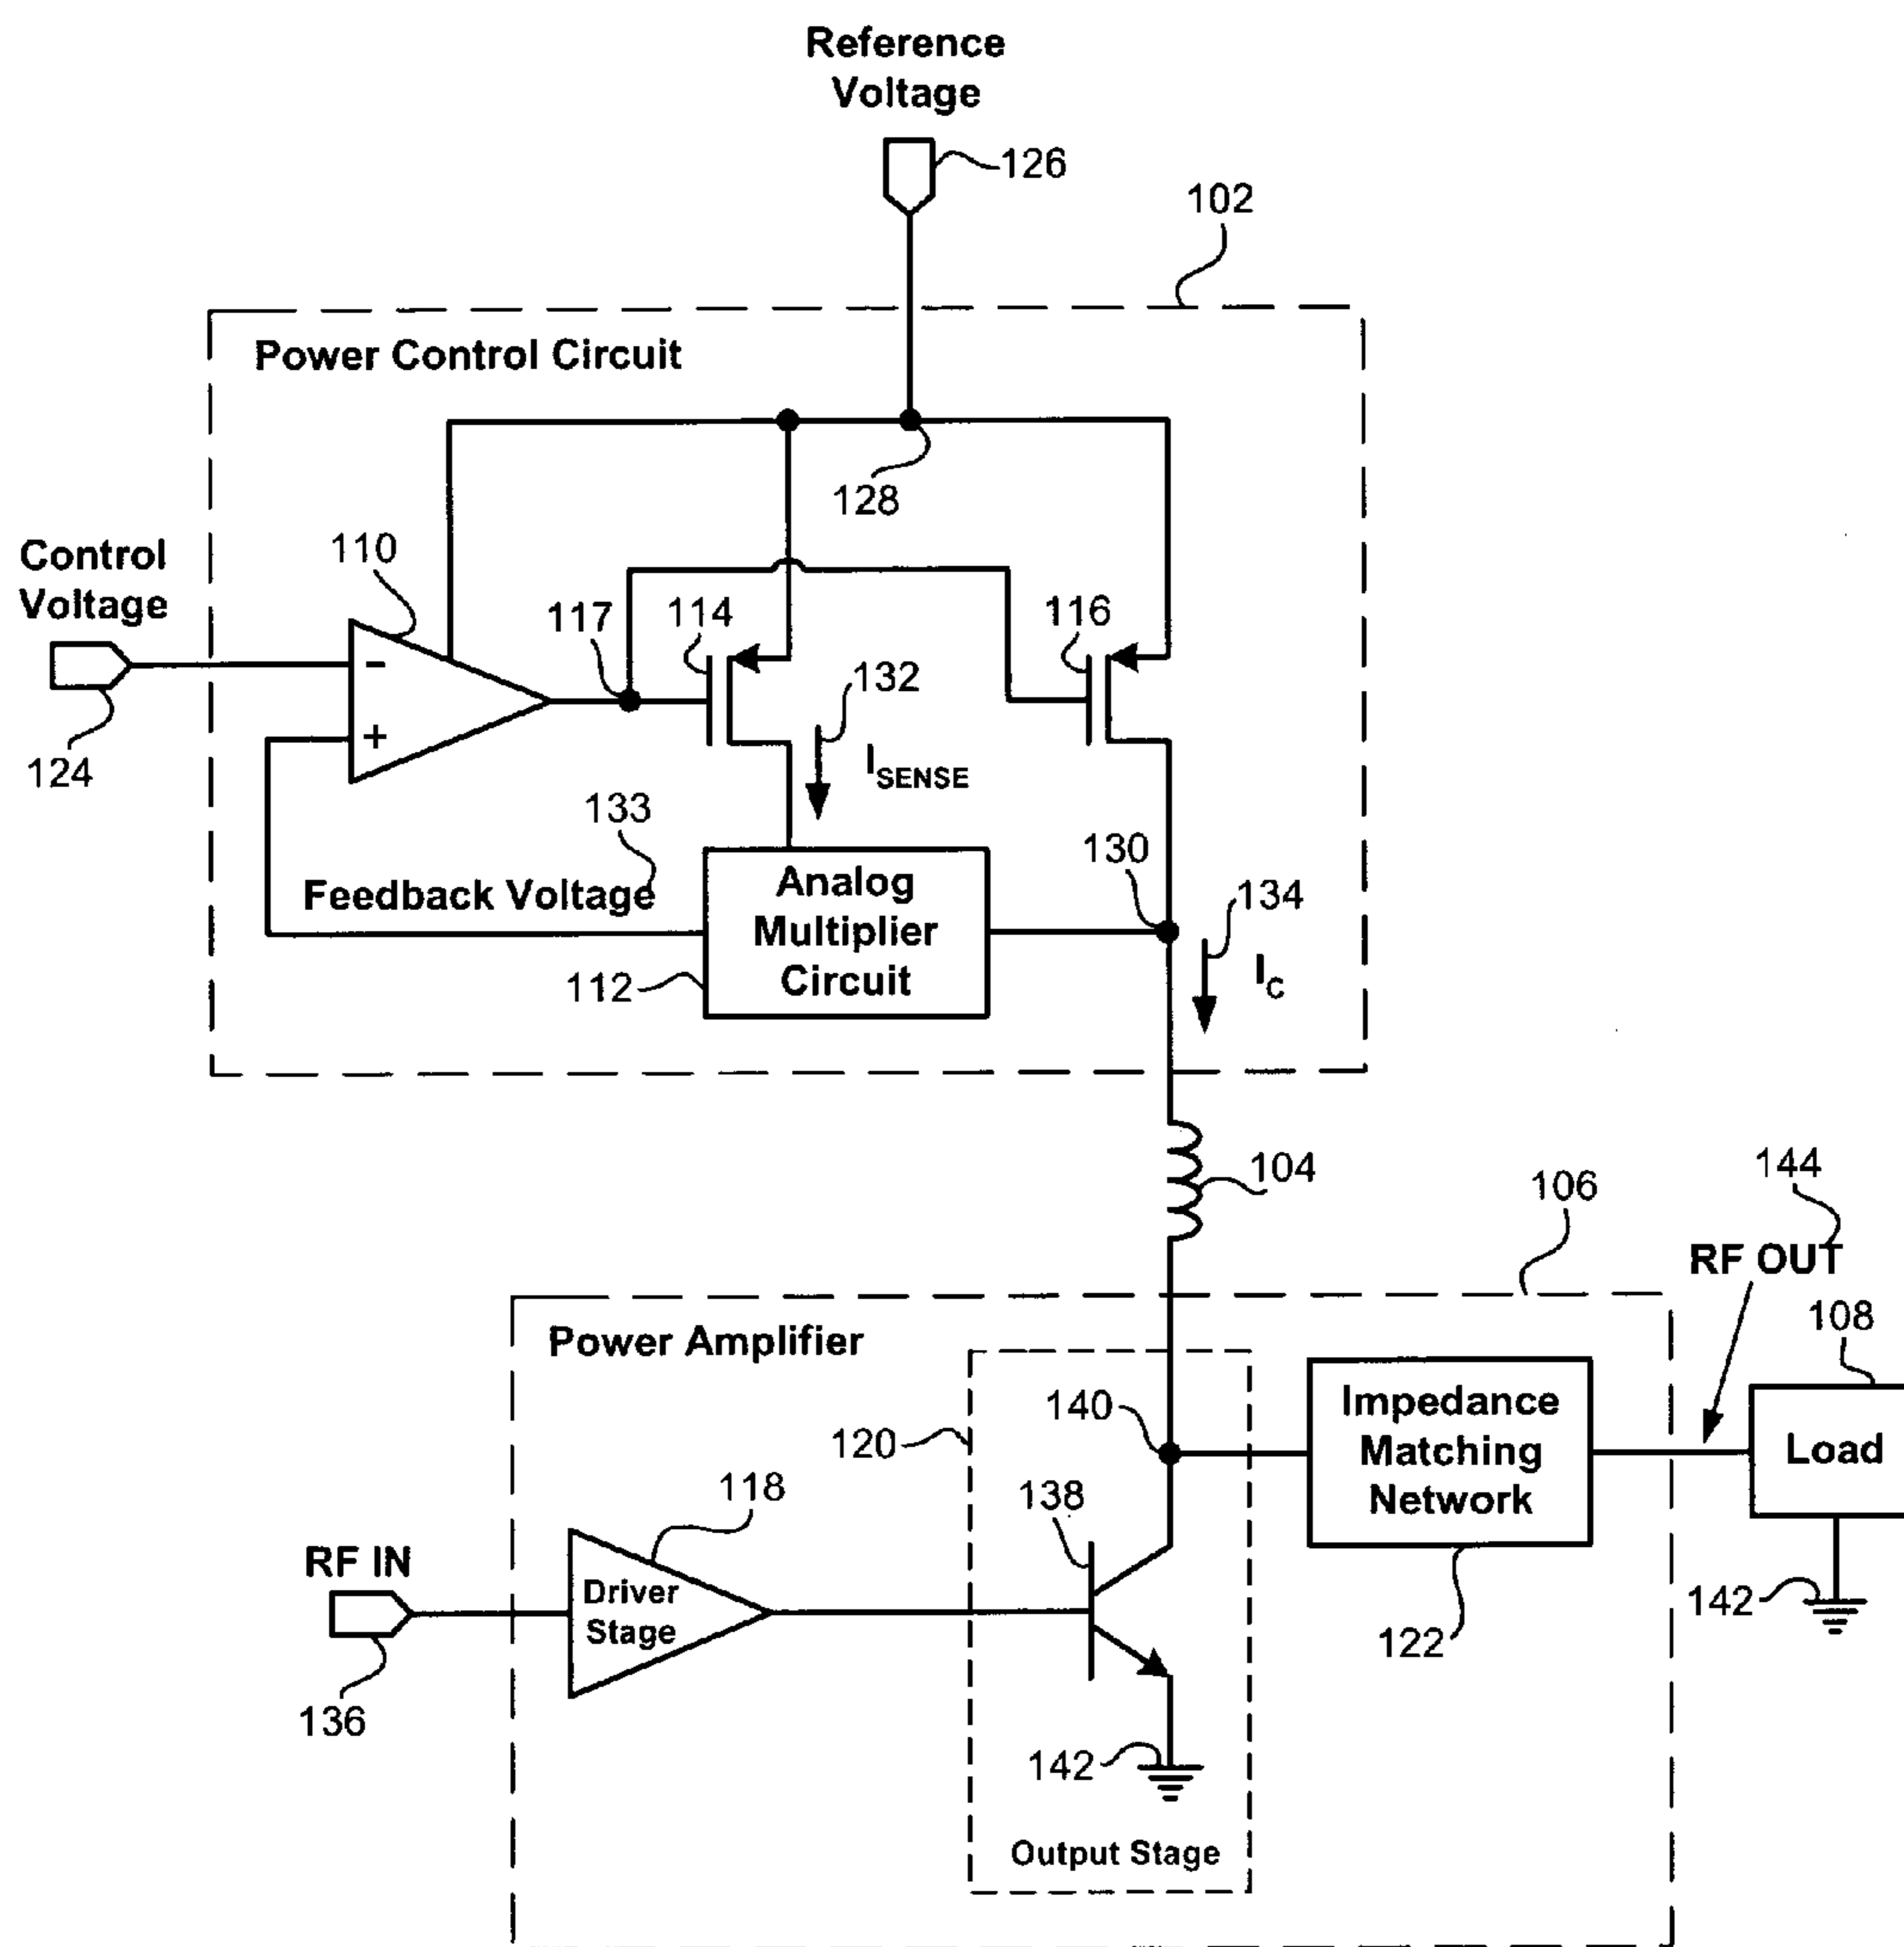 Reference
Voltage
126
102
Power Control Circuit
128
Control
Voltage
110
117
114
116
-
+
124
132
I_SENSE
133
Feedback Voltage
Analog
Multiplier
Circuit
112
130
134
I_C
104
106
144
RF OUT
108
Power Amplifier
Load
140
120
Impedance
Matching
Network
118
138
RF IN
Driver
Stage
136
122
142
142
Output Stage